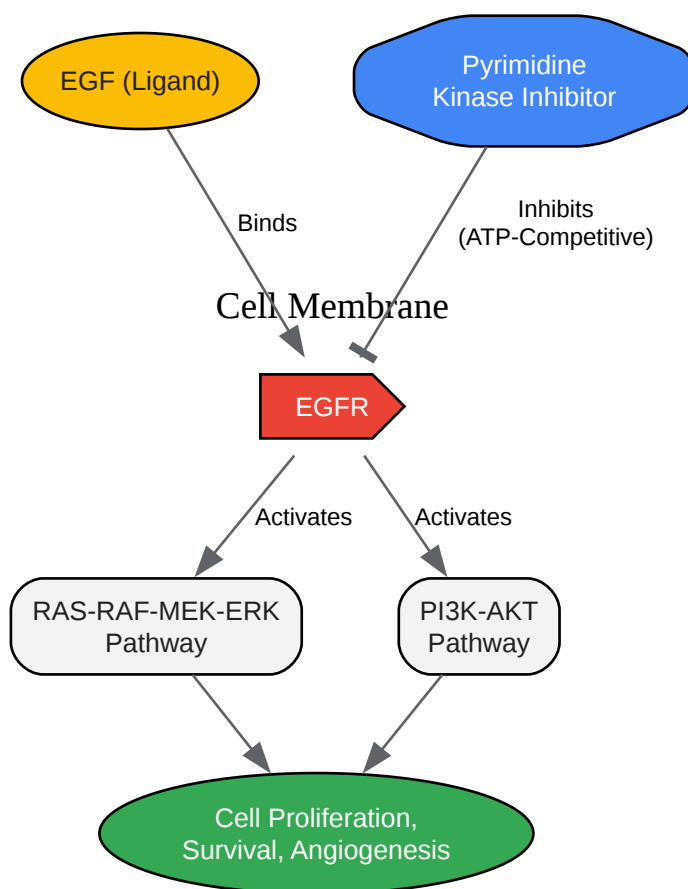 EGF (Ligand)
Pyrimidine
Kinase Inhibitor
Binds
Inhibits
(ATP-Competitive)
Cell Membrane
EGFR
Activates
Activates
RAS-RAF-MEK-ERK
Pathway
PI3K-AKT
Pathway
Cell Proliferation,
Survival, Angiogenesis